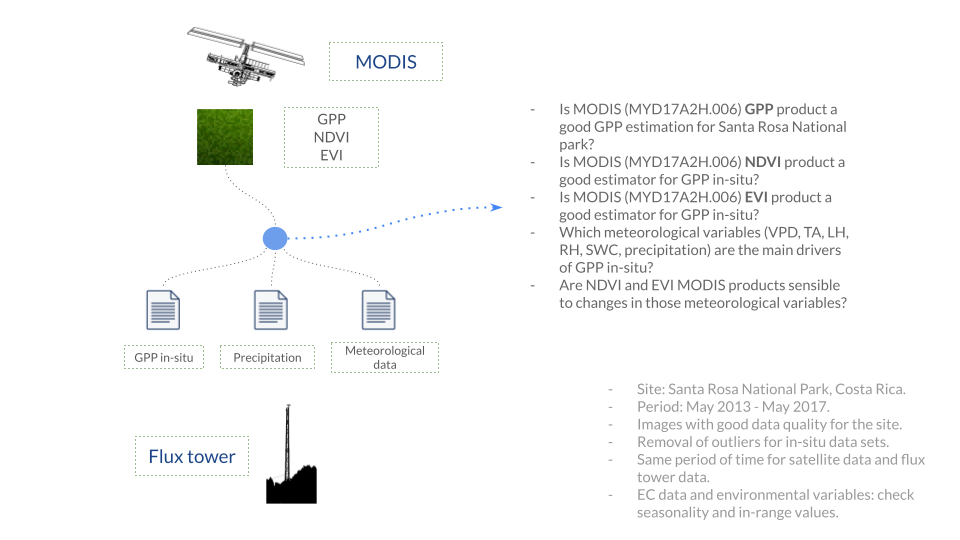 MODIS
GPP
NDVI
EVI
- Is MODIS (MYD17A2H.006) GPP product a
good GPP estimation for Santa Rosa National
park?
- Is MODIS (MYD17A2H.006) NDVI product a
good estimator for GPP in-situ?
- Is MODIS (MYD17A2H.006) EVI product a
good estimator for GPP in-situ?
- Which meteorological variables (VPD, TA, LH,
RH, SWC, precipitation) are the main drivers
of GPP in-situ?
- Are NDVI and EVI MODIS products sensible
to changes in those meteorological variables?
GPP in-situ
Precipitation
Meteorological
data
Flux tower
- Site: Santa Rosa National Park, Costa Rica.
- Period: May 2013 - May 2017.
- Images with good data quality for the site.
- Removal of outliers for in-situ data sets.
- Same period of time for satellite data and flux
tower data.
- EC data and environmental variables: check
seasonality and in-range values.